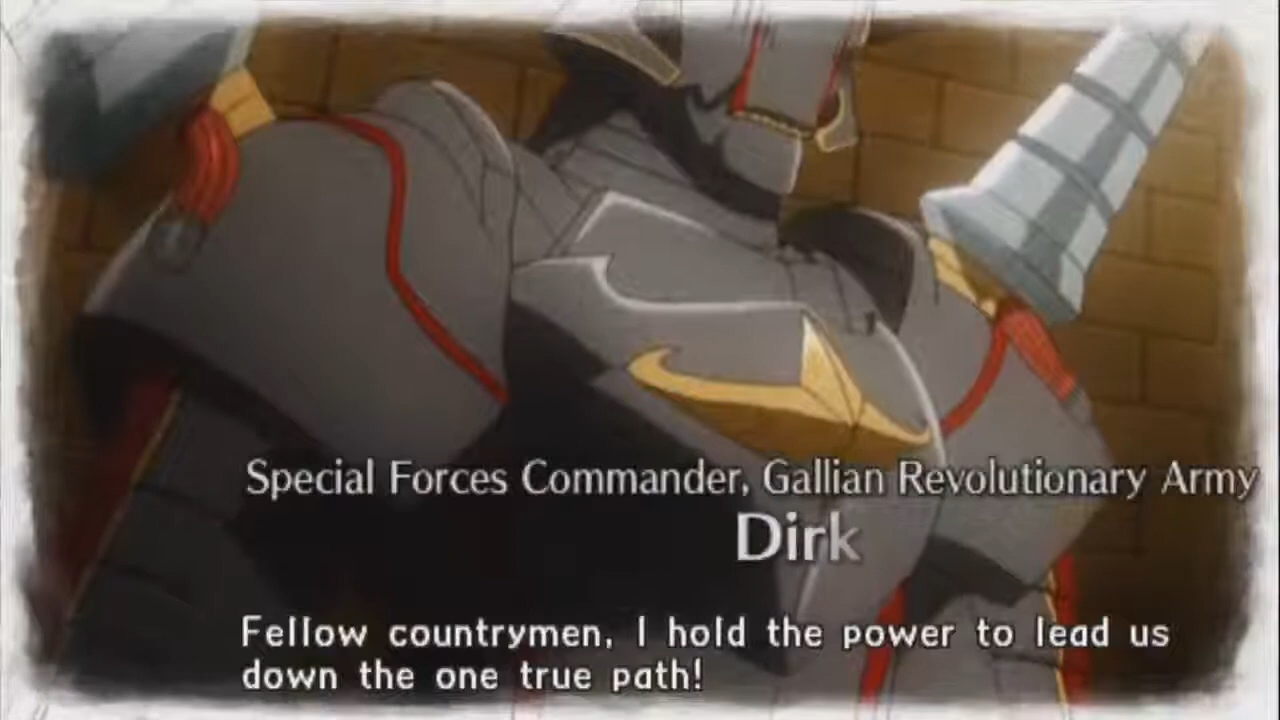 Special Forces Commander, Gallian Revolutionary Army
Dirk
Fellow countrymen, I hold the power to lead us
down the one true path!